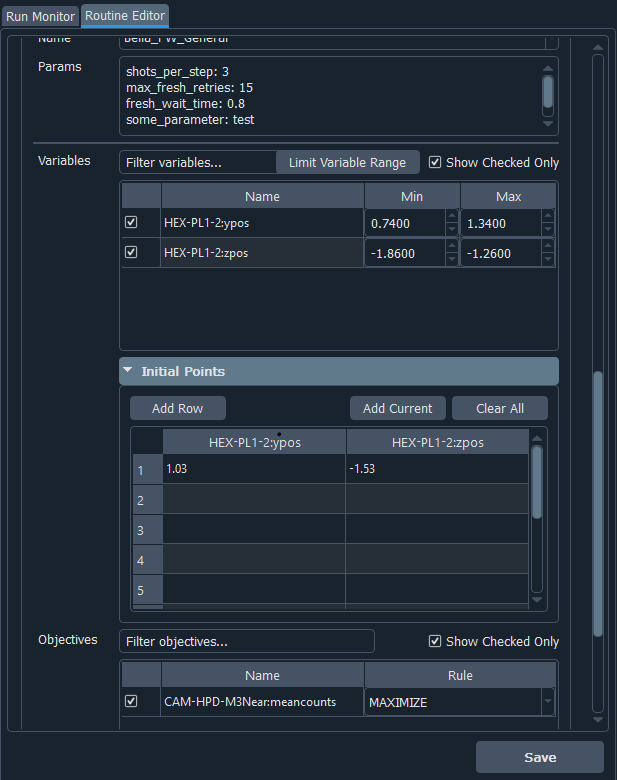 Run Monitor
Routine Editor
Name
Bella_PW_General
Params
shots_per_step: 3
max_fresh_retries: 15
fresh_wait_time: 0.8
some_parameter: test
Variables
Filter variables...
Limit Variable Range
Show Checked Only
Name Min Max
HEX-PL1-2:ypos 0.7400 1.3400
HEX-PL1-2:zpos -1.8600 -1.2600
Initial Points
Add Row
Add Current
Clear All
HEX-PL1-2:ypos HEX-PL1-2:zpos
1 1.03 -1.53
2
3
4
5
Objectives
Filter objectives...
Show Checked Only
Name Rule
CAM-HPD-M3Near:meancounts MAXIMIZE
Save